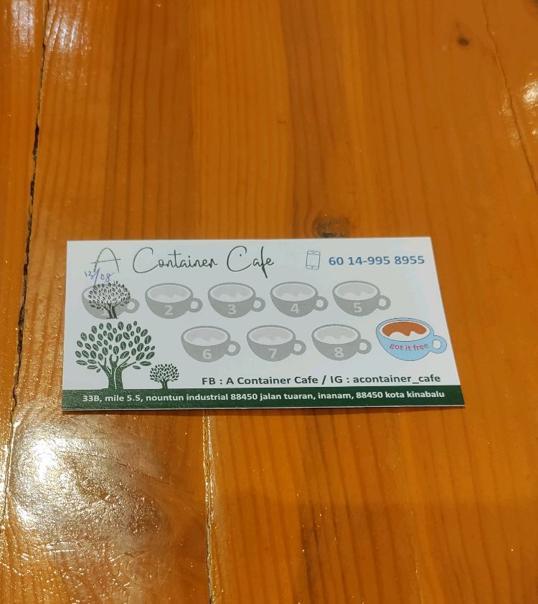 A Container Cafe
60 14-995 8955
12/08
2 3 4 5
6 7 8 got it free
FB : A Container Cafe / IG : acontainer_cafe
33B, mile 5.5, nountun industrial 88450 jalan tuaran, inanam, 88450 kota kinabalu